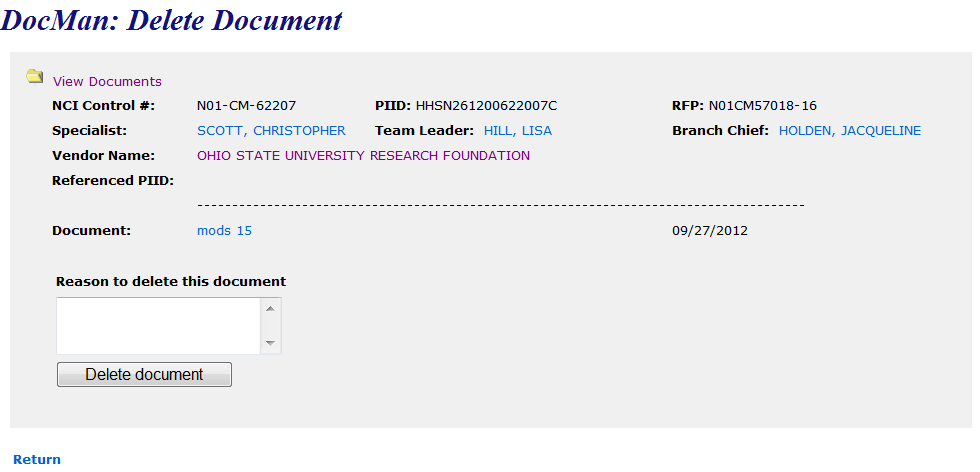 DocMan: Delete Document
View Documents
NCI Control #: N01-CM-62207 PIID: HHSN261200622007C RFP: N01CM57018-16
Specialist: SCOTT, CHRISTOPHER Team Leader: HILL, LISA Branch Chief: HOLDEN, JACQUELINE
Vendor Name: OHIO STATE UNIVERSITY RESEARCH FOUNDATION
Referenced PIID:
--------------------------------------------------------------------------------------
Document: mods 15 09/27/2012
Reason to delete this document
Delete document
Return